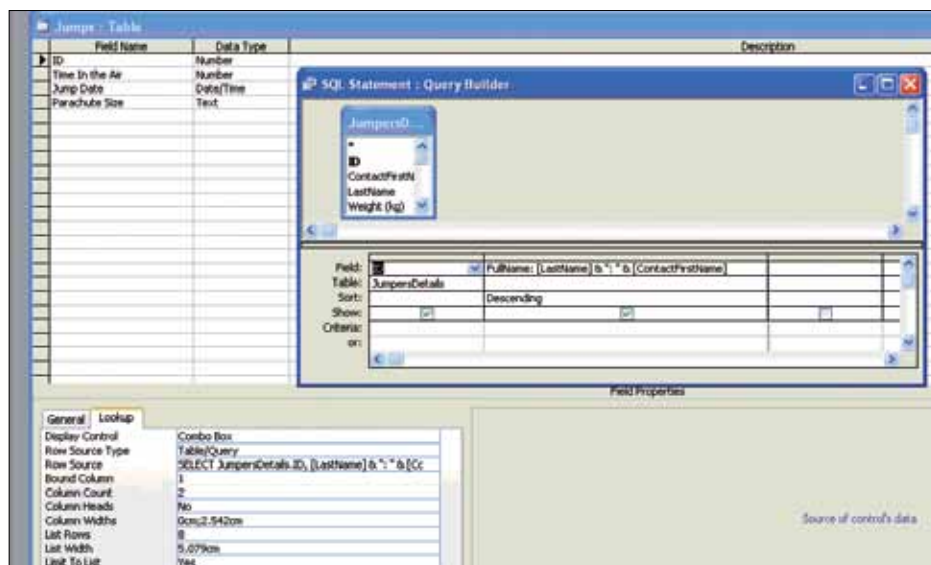 Jumps : Table
Field Name Data Type Description
ID Number
Time In the Air Number
Jump Date Date/Time
Parachute Size Text
SQL Statement : Query Builder
JumpersD...
*
ID
ContactFirstN
LastName
Weight (kg)
Field: ID FullName: [LastName] & ": " & [ContactFirstName]
Table: JumpersDetails
Sort: Descending
Show:
Criteria:
or:
Field Properties
General Lookup
Display Control Combo Box
Row Source Type Table/Query
Row Source SELECT JumpersDetails.ID, [LastName] & ": " & [Cc
Bound Column 1
Column Count 2
Column Heads No
Column Widths 0cm;2.542cm
List Rows 8
List Width 5.079cm
Limit To List Yes
Source of control's data